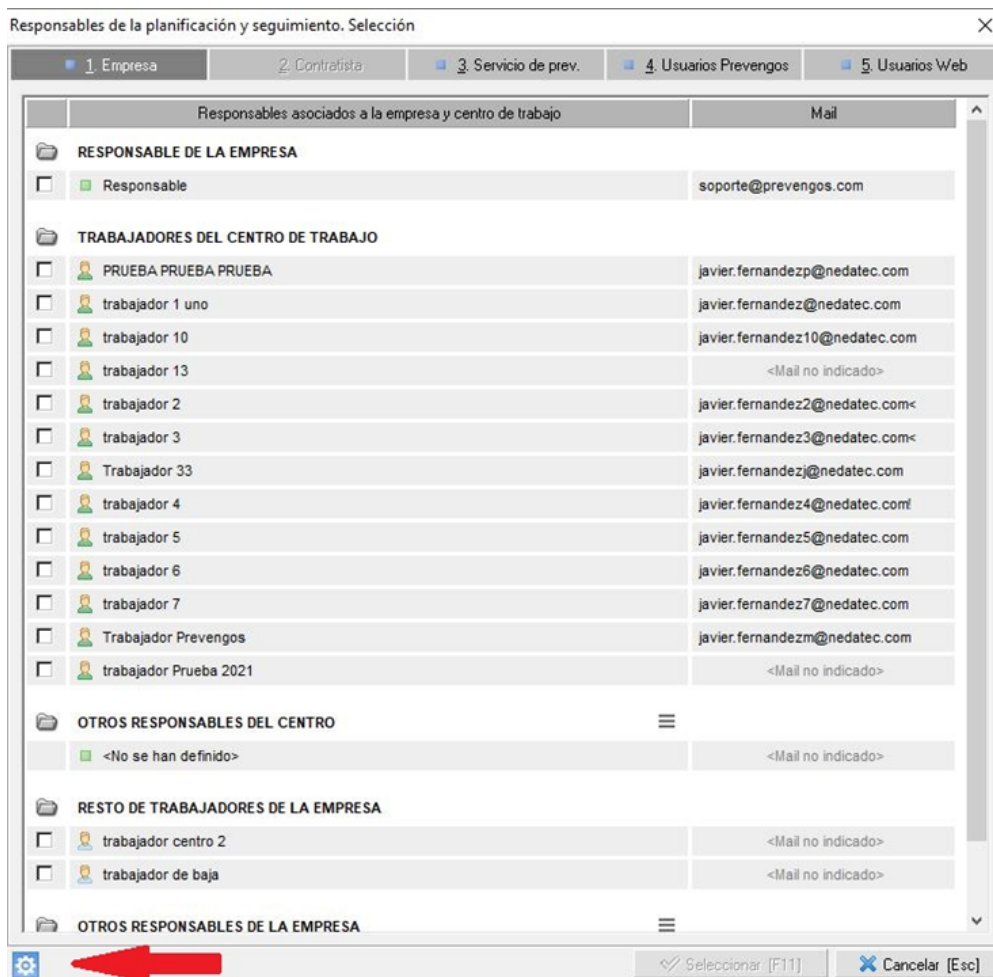 Responsables de la planificación y seguimiento. Selección
1. Empresa 2. Contratista 3. Servicio de prev. 4. Usuarios Prevengos 5. Usuarios Web
Responsables asociados a la empresa y centro de trabajo Mail
RESPONSABLE DE LA EMPRESA
Responsable soporte@prevengos.com
TRABAJADORES DEL CENTRO DE TRABAJO
PRUEBA PRUEBA PRUEBA javier.fernandezp@nedatec.com
trabajador 1 uno javier.fernandez@nedatec.com
trabajador 10 javier.fernandez10@nedatec.com
trabajador 13 <Mail no indicado>
trabajador 2 javier.fernandez2@nedatec.com<
trabajador 3 javier.fernandez3@nedatec.com<
Trabajador 33 javier.fernandezj@nedatec.com
trabajador 4 javier.fernandez4@nedatec.com!
trabajador 5 javier.fernandez5@nedatec.com
trabajador 6 javier.fernandez6@nedatec.com
trabajador 7 javier.fernandez7@nedatec.com
Trabajador Prevengos javier.fernandezm@nedatec.com
trabajador Prueba 2021 <Mail no indicado>
OTROS RESPONSABLES DEL CENTRO
<No se han definido> <Mail no indicado>
RESTO DE TRABAJADORES DE LA EMPRESA
trabajador centro 2 <Mail no indicado>
trabajador de baja <Mail no indicado>
OTROS RESPONSABLES DE LA EMPRESA
Seleccionar [F11] Cancelar [Esc]